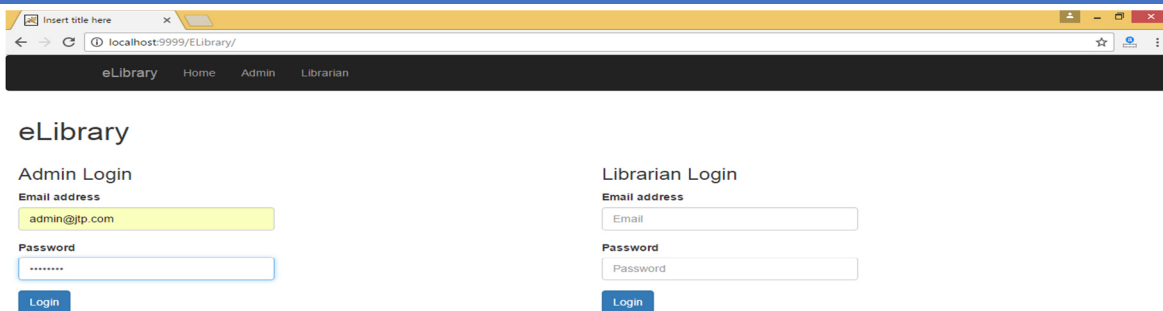 Insert title here
localhost:9999/ELibrary/
eLibrary Home Admin Librarian
eLibrary
Admin Login
Email address
admin@jtp.com
Password
••••••••
Login
Librarian Login
Email address
Email
Password
Password
Login